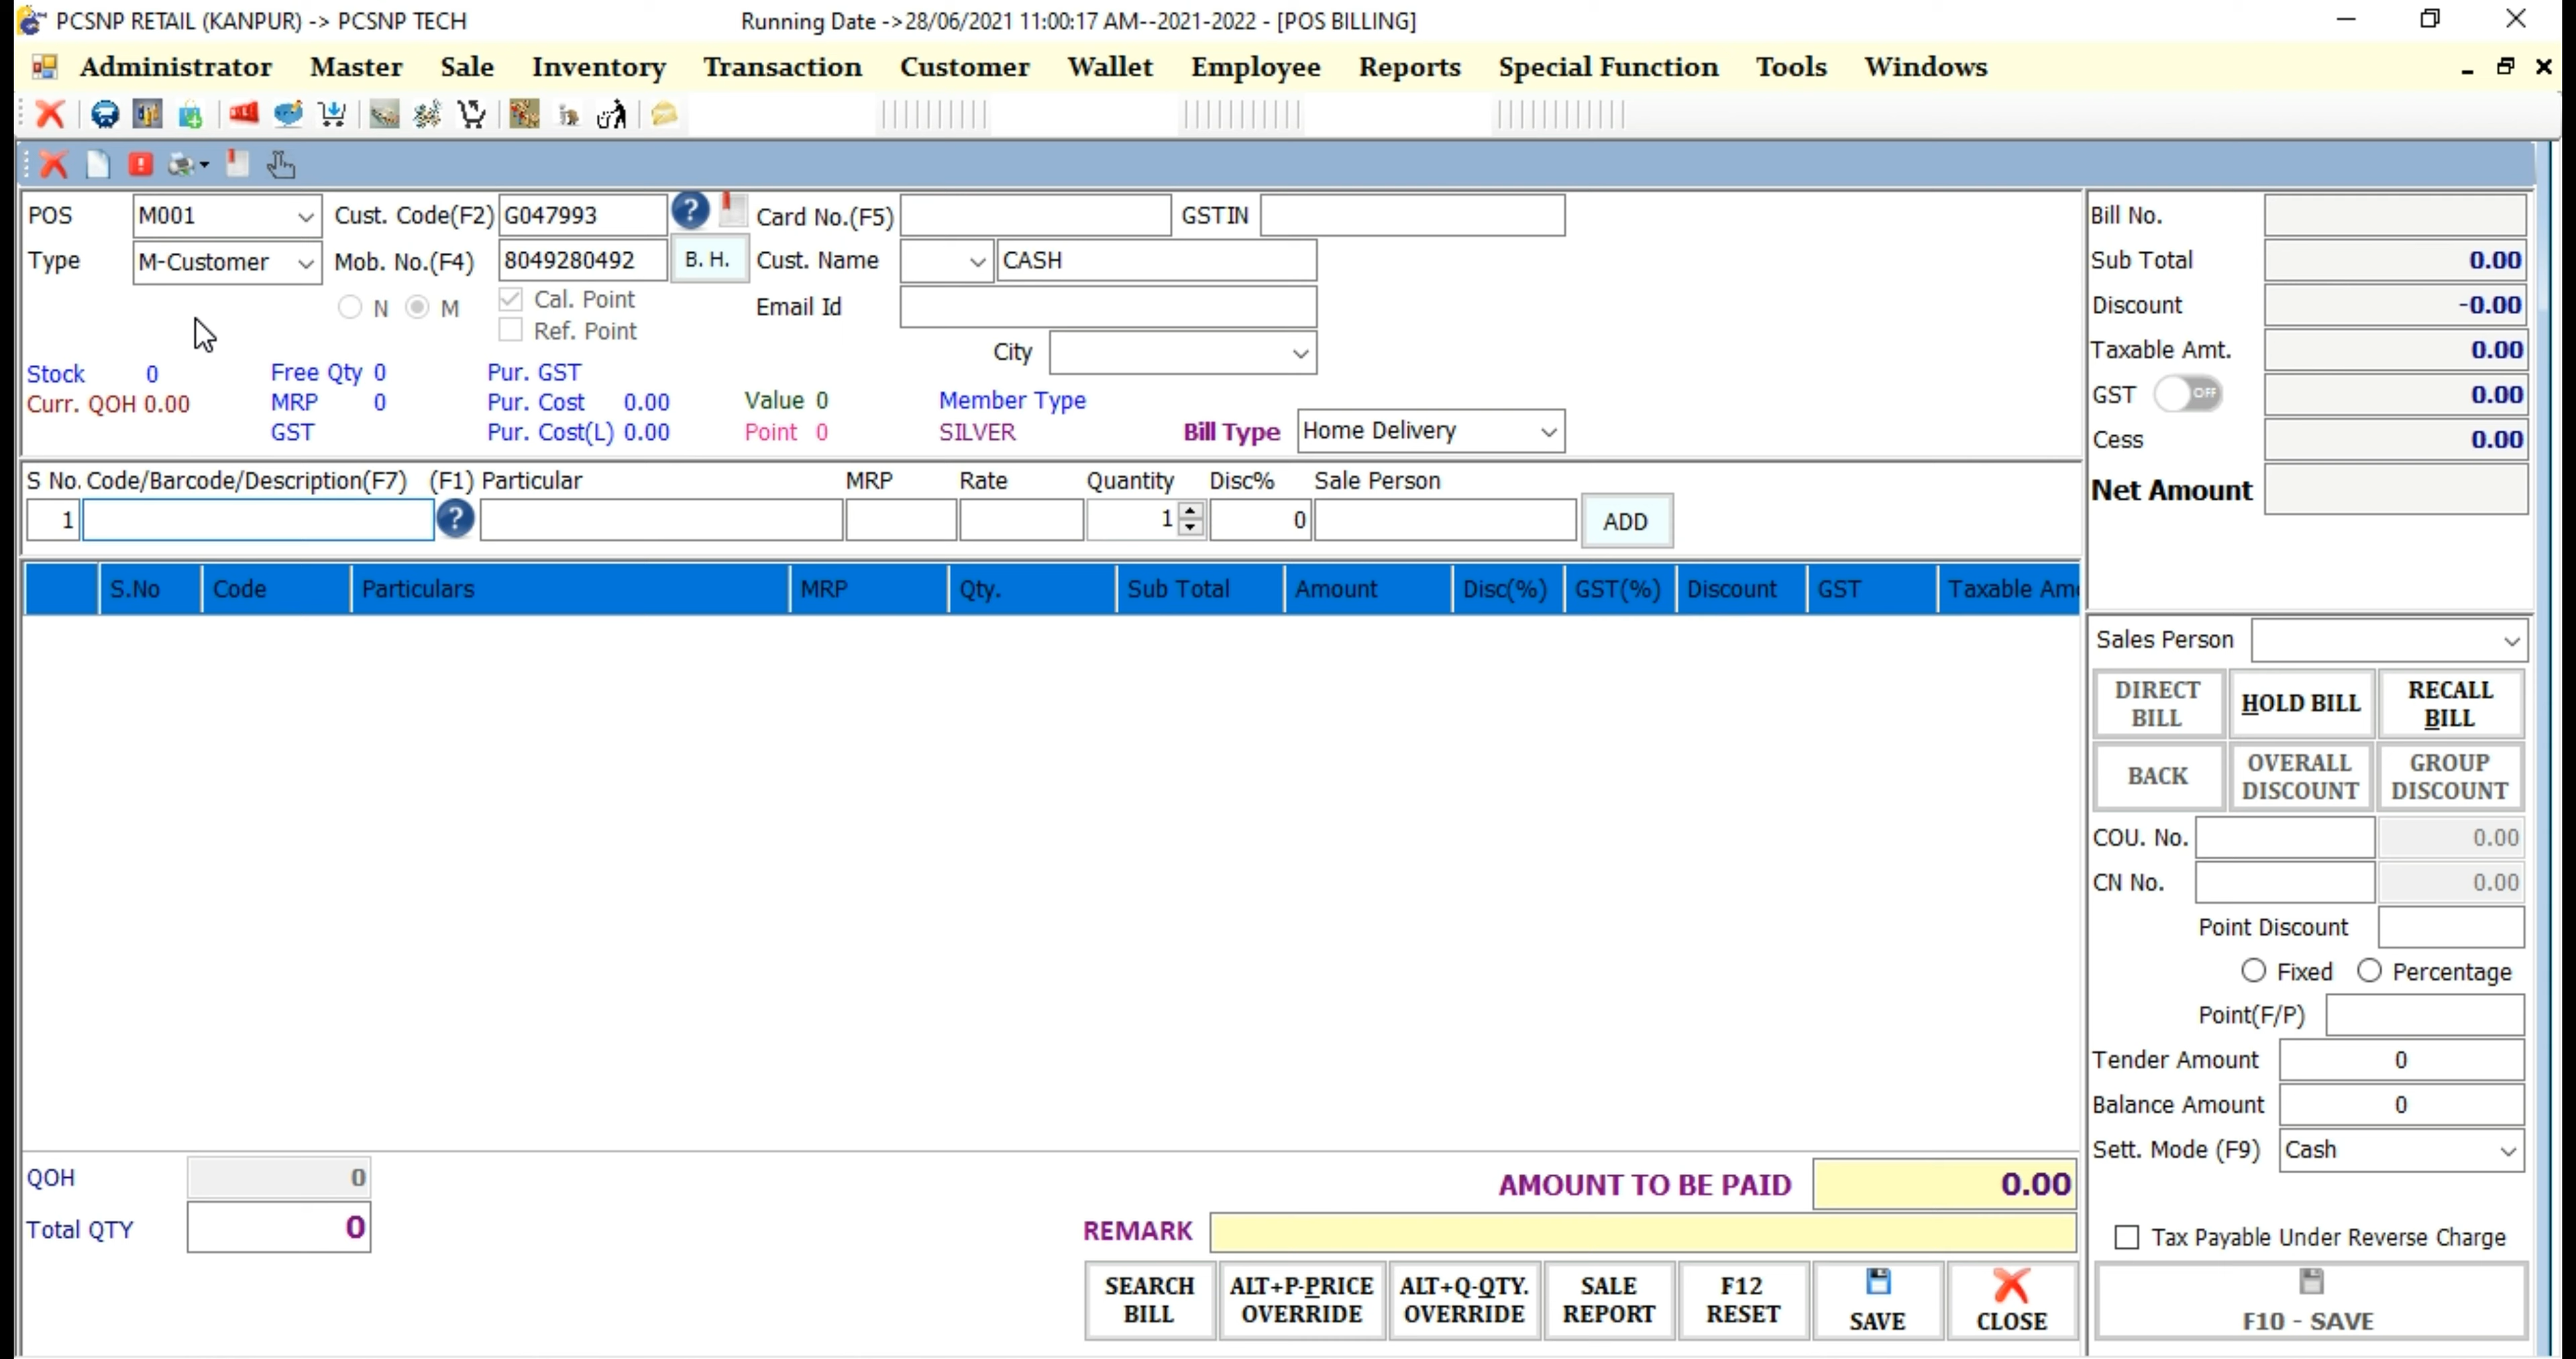 PCSNP RETAIL (KANPUR) -> PCSNP TECH Running Date ->28/06/2021 11:00:17 AM--2021-2022 - [POS BILLING]
Administrator Master Sale Inventory Transaction Customer Wallet Employee Reports Special Function Tools Windows
POS M001 Cust. Code(F2) G047993 Card No.(F5) GSTIN
Type M-Customer Mob. No.(F4) 8049280492 B. H. Cust. Name CASH
N M Cal. Point Email Id
Ref. Point
City
Stock 0 Free Qty 0 Pur. GST
Curr. QOH 0.00 MRP 0 Pur. Cost 0.00 Value 0 Member Type
GST Pur. Cost(L) 0.00 Point 0 SILVER Bill Type Home Delivery
S No. Code/Barcode/Description(F7) (F1) Particular MRP Rate Quantity Disc% Sale Person
1 1 0 ADD
S.No Code Particulars MRP Qty. Sub Total Amount Disc(%) GST(%) Discount GST Taxable Am
QOH 0
Total QTY 0
AMOUNT TO BE PAID 0.00
REMARK
SEARCH BILL ALT+P-PRICE OVERRIDE ALT+Q-QTY. OVERRIDE SALE REPORT F12 RESET SAVE CLOSE
Bill No.
Sub Total 0.00
Discount -0.00
Taxable Amt. 0.00
GST OFF 0.00
Cess 0.00
Net Amount
Sales Person
DIRECT BILL HOLD BILL RECALL BILL
BACK OVERALL DISCOUNT GROUP DISCOUNT
COU. No. 0.00
CN No. 0.00
Point Discount
Fixed Percentage
Point(F/P)
Tender Amount 0
Balance Amount 0
Sett. Mode (F9) Cash
Tax Payable Under Reverse Charge
F10 - SAVE